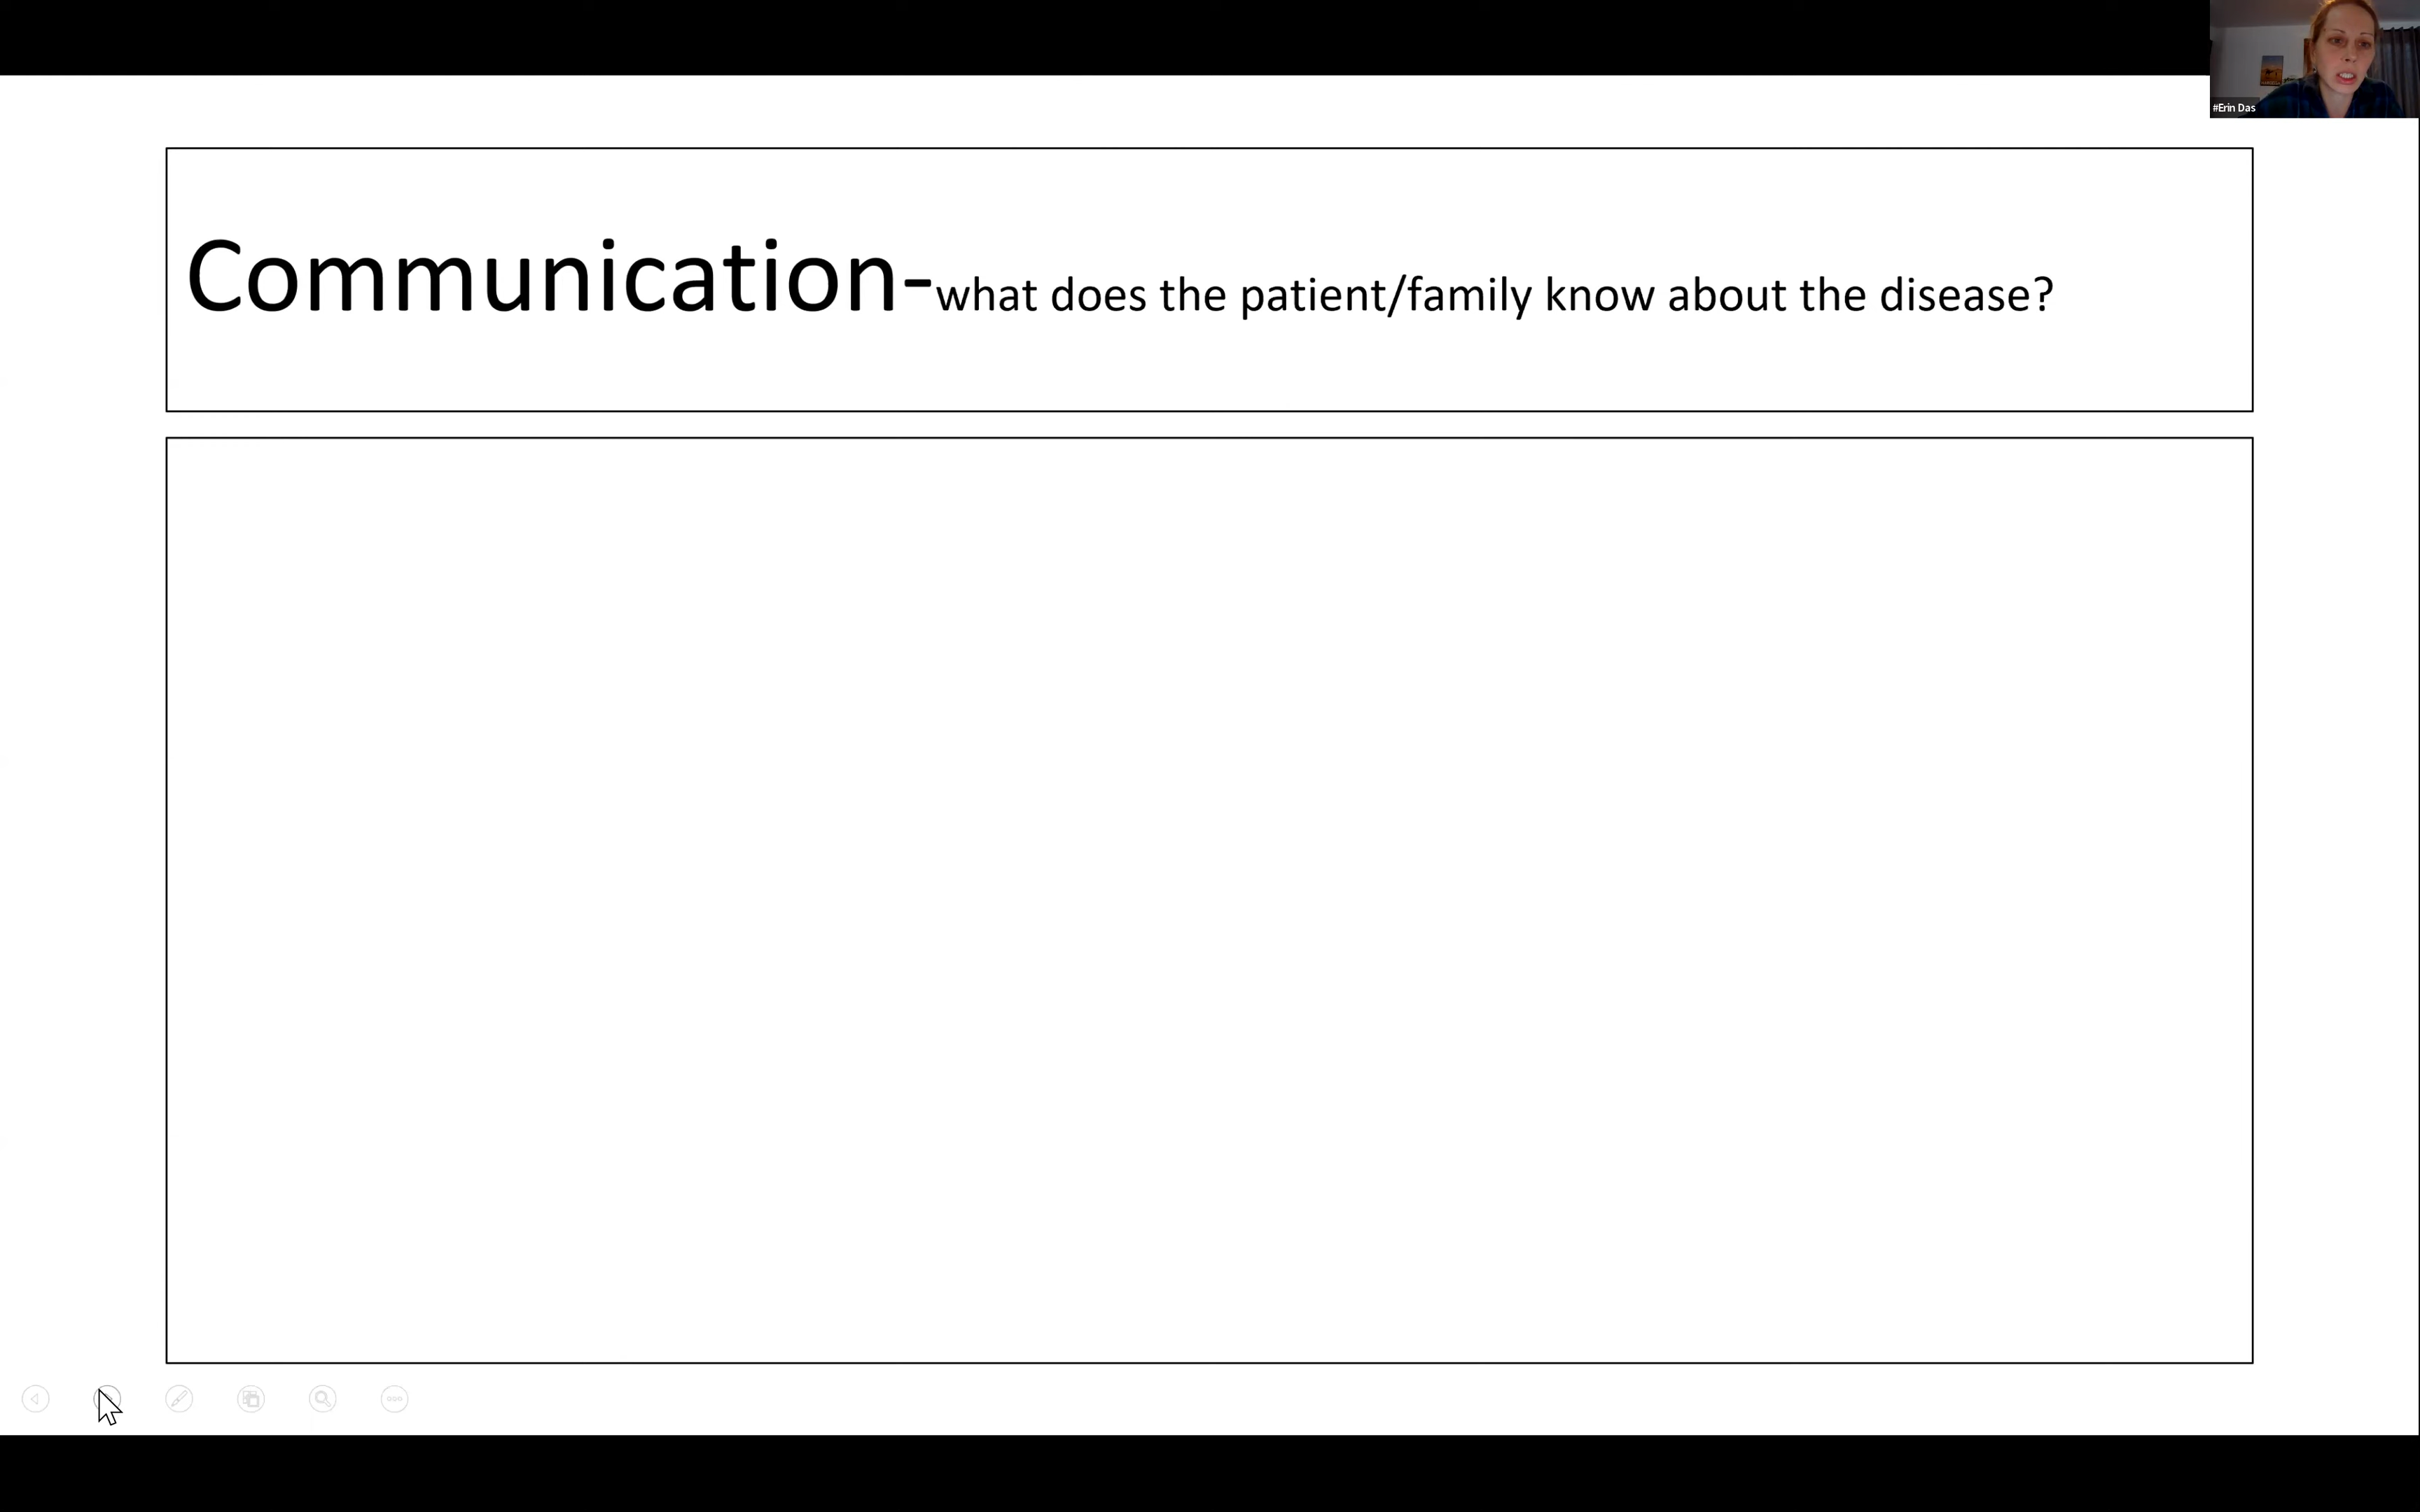 #Erin Das
Communication-what does the patient/family know about the disease?